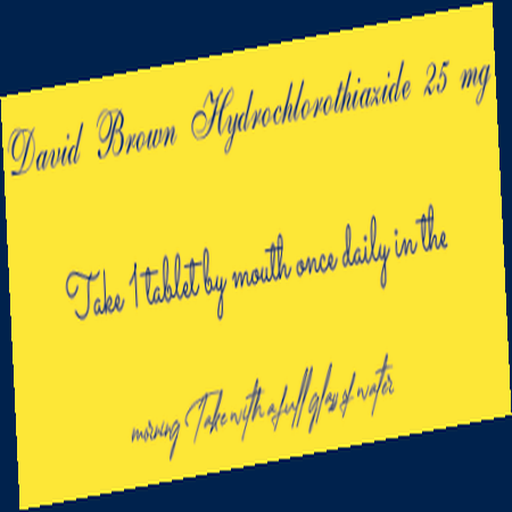 David Brown Hydrochlorothiazide 25 mg
Take 1 tablet by mouth once daily in the
morning Take with a full glass of water